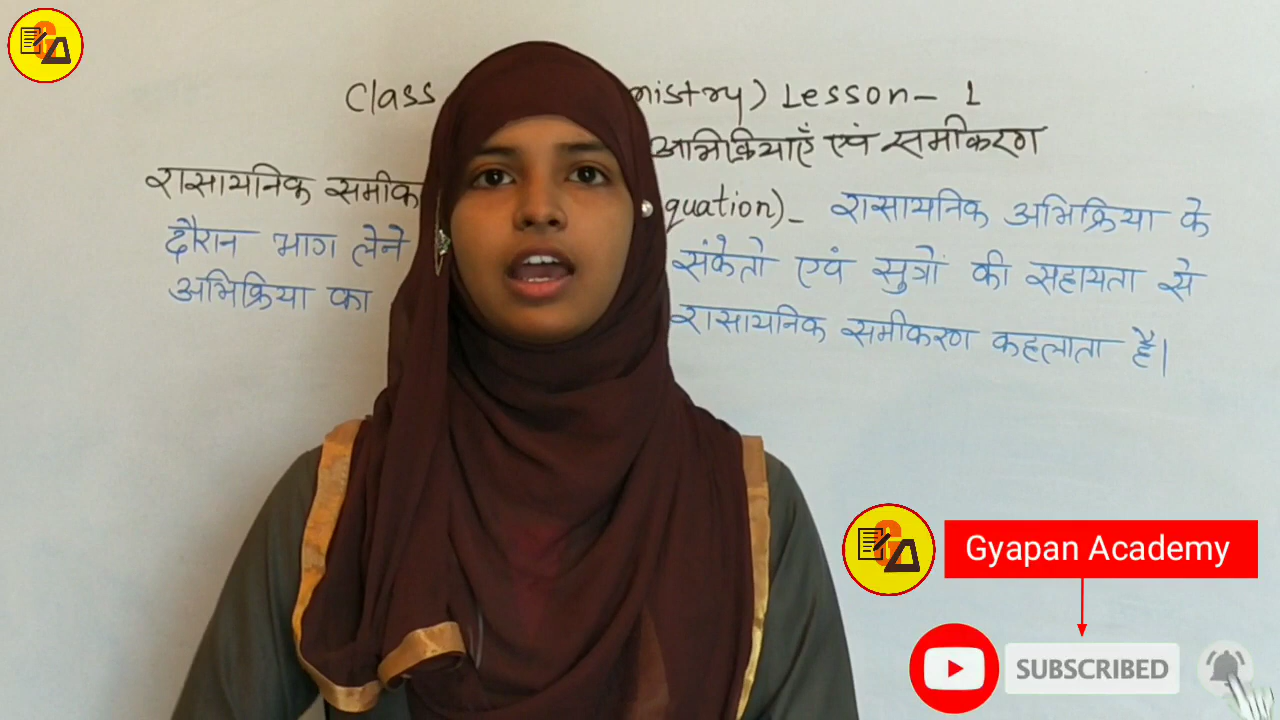 Class mistry) Lesson- 1
अभिक्रियाएँ एवं समीकरण
रासायनिक समीक quation)_ रासायनिक अभिक्रिया के
दौरान भाग लेने संकेतो एवं सुत्रों की सहायता से
अभिक्रिया का रासायनिक समीकरण कहलाता है।
Gyapan Academy
SUBSCRIBED